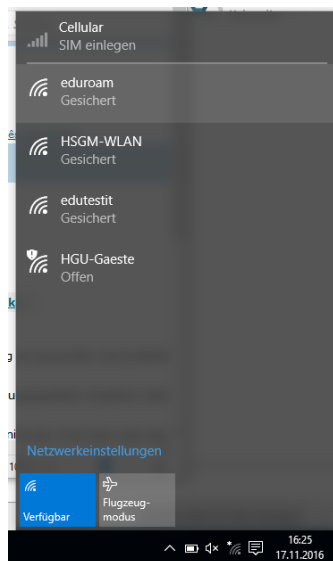 Cellular
SIM einlegen
eduroam
Gesichert
HSGM-WLAN
Gesichert
edutestit
Gesichert
HGU-Gaeste
Offen
Netzwerkeinstellungen
Verfügbar
Flugzeug-
modus
16:25
17.11.2016